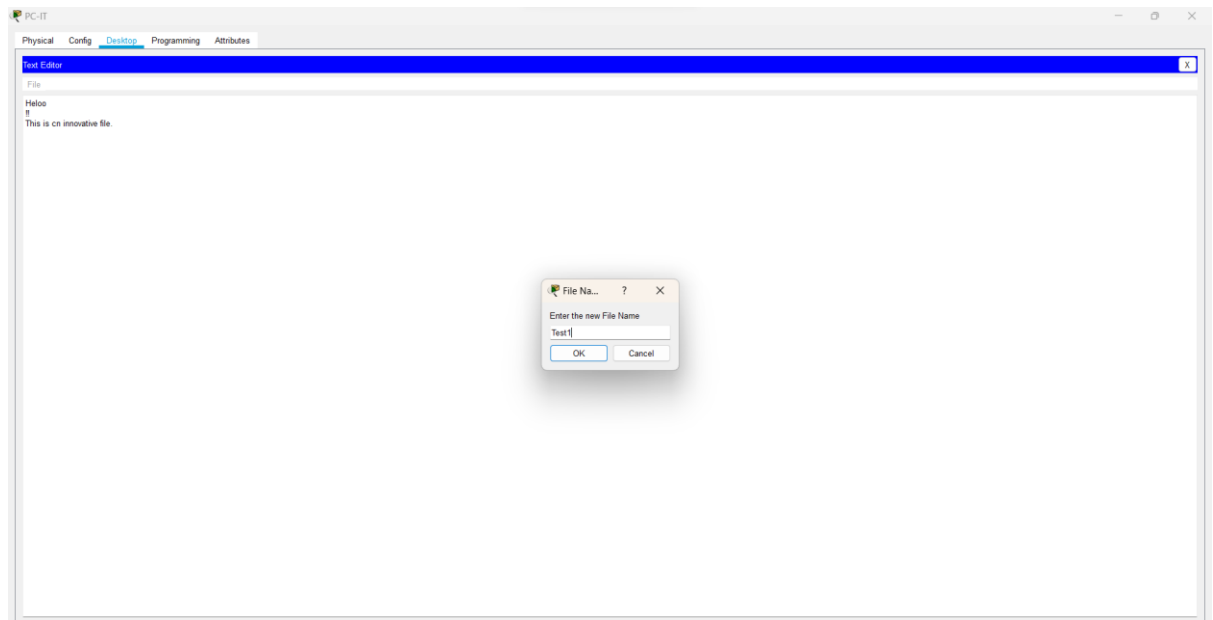 PC-IT
Physical Config Desktop Programming Attributes
Text Editor
X
File
Heloo
!!
This is cn innovative file.
File Na... ?
Enter the new File Name
Test1
OK Cancel